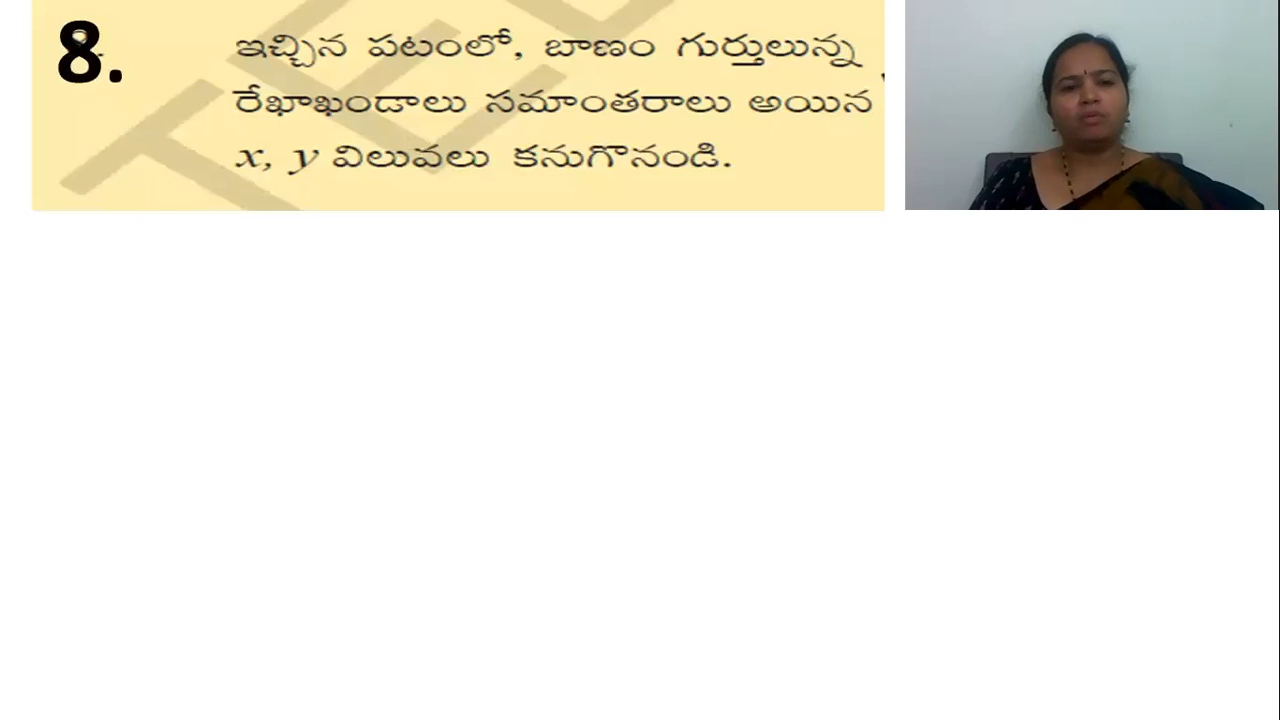 8. ఇచ్చిన పటంలో, బాణం గుర్తులున్న
రేఖాఖండాలు సమాంతరాలు అయిన
x, y విలువలు కనుగొనండి.